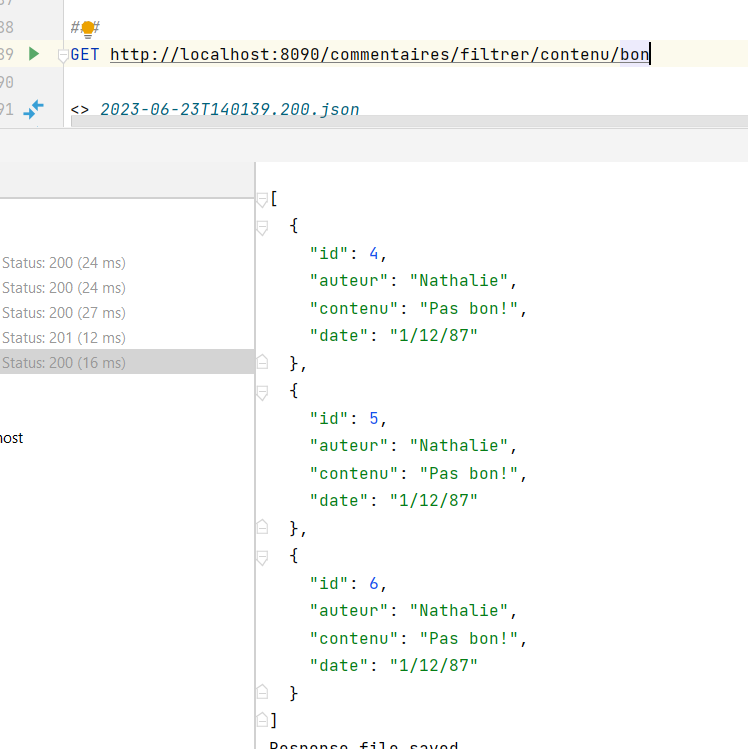 88 ###
89 GET http://localhost:8090/commentaires/filtrer/contenu/bon
90
91 <> 2023-06-23T140139.200.json
Status: 200 (24 ms)
Status: 200 (24 ms)
Status: 200 (27 ms)
Status: 201 (12 ms)
Status: 200 (16 ms)
host
[
{
"id": 4,
"auteur": "Nathalie",
"contenu": "Pas bon!",
"date": "1/12/87"
},
{
"id": 5,
"auteur": "Nathalie",
"contenu": "Pas bon!",
"date": "1/12/87"
},
{
"id": 6,
"auteur": "Nathalie",
"contenu": "Pas bon!",
"date": "1/12/87"
}
]
Response file saved